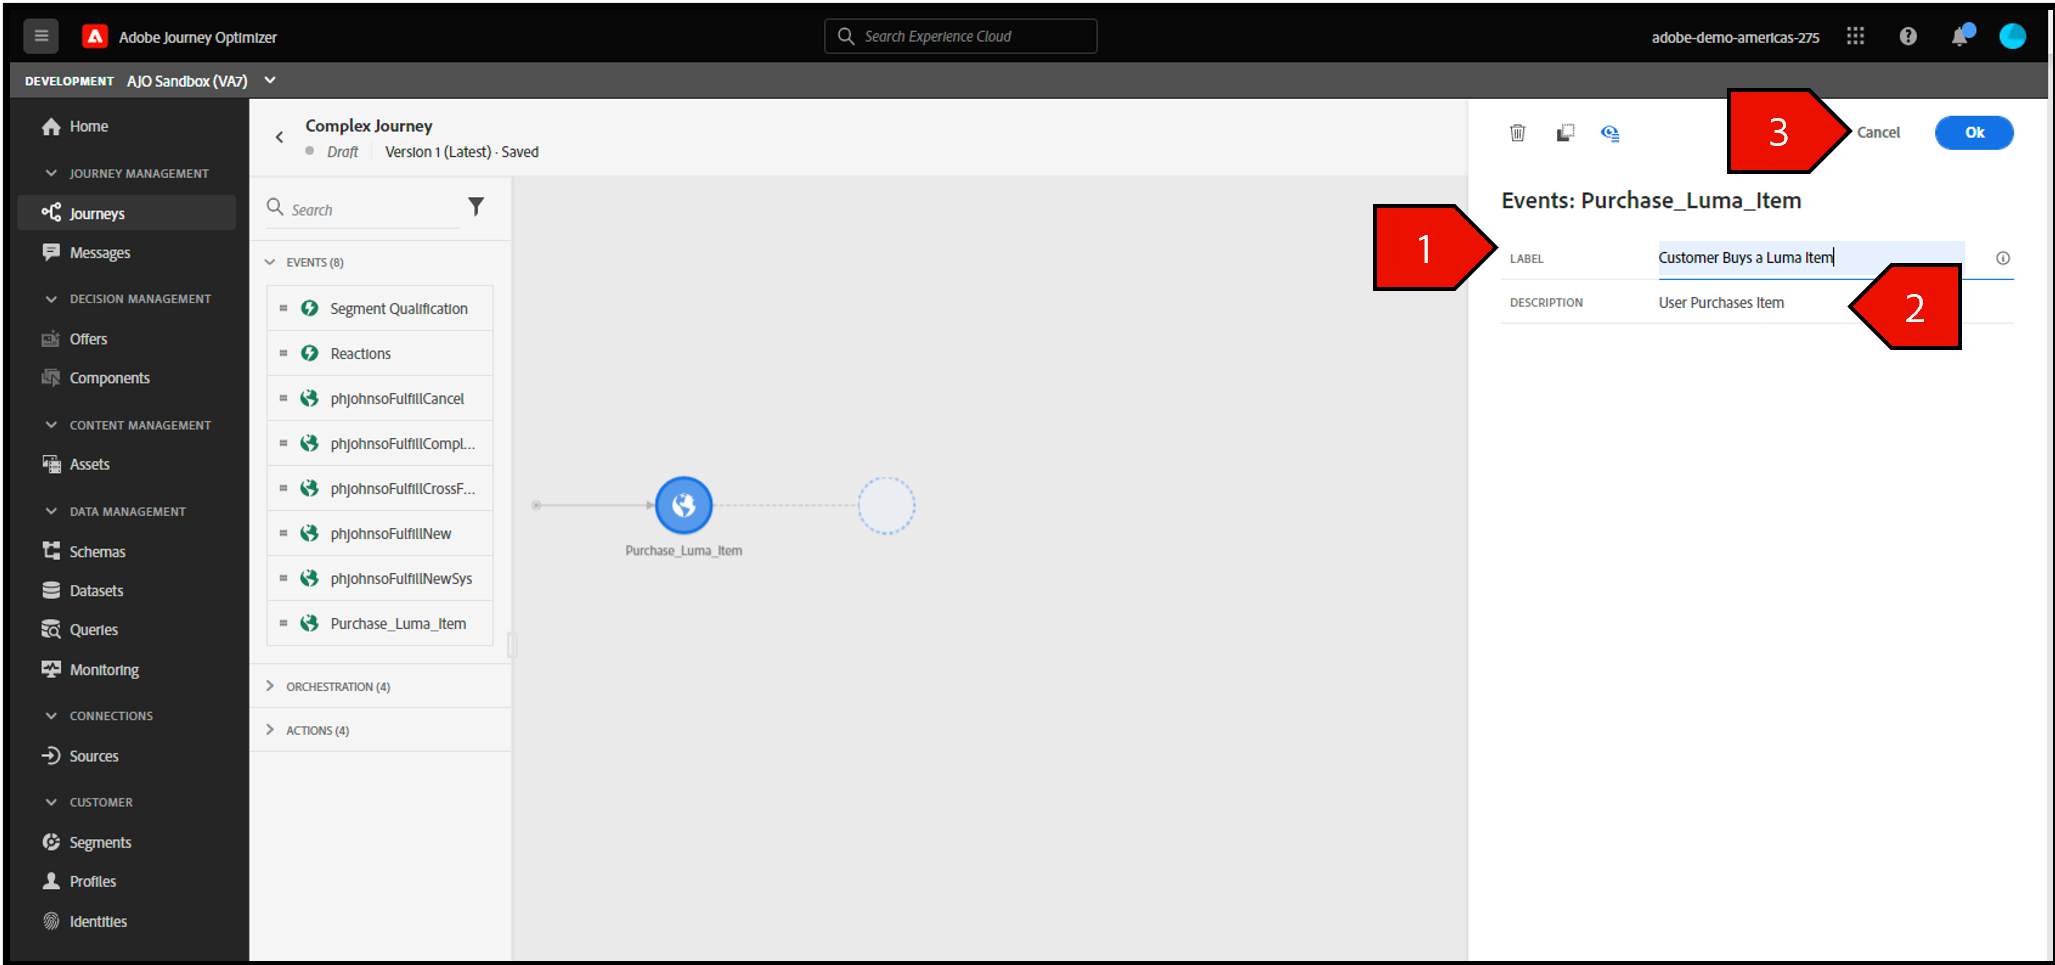 Adobe Journey Optimizer
Search Experience Cloud
adobe-demo-americas-275
DEVELOPMENT AJO Sandbox (VA7)
Home
JOURNEY MANAGEMENT
Journeys
Messages
DECISION MANAGEMENT
Offers
Components
CONTENT MANAGEMENT
Assets
DATA MANAGEMENT
Schemas
Datasets
Queries
Monitoring
CONNECTIONS
Sources
CUSTOMER
Segments
Profiles
Identities
Complex Journey
Draft Version 1 (Latest) · Saved
Search
EVENTS (8)
Segment Qualification
Reactions
phjohnsoFulfillCancel
phjohnsoFulfillCompl...
phjohnsoFulfillCrossF...
phjohnsoFulfillNew
phjohnsoFulfillNewSys
Purchase_Luma_Item
ORCHESTRATION (4)
ACTIONS (4)
Purchase_Luma_Item
3
Cancel
Ok
Events: Purchase_Luma_Item
1
LABEL Customer Buys a Luma Item
DESCRIPTION User Purchases Item
2